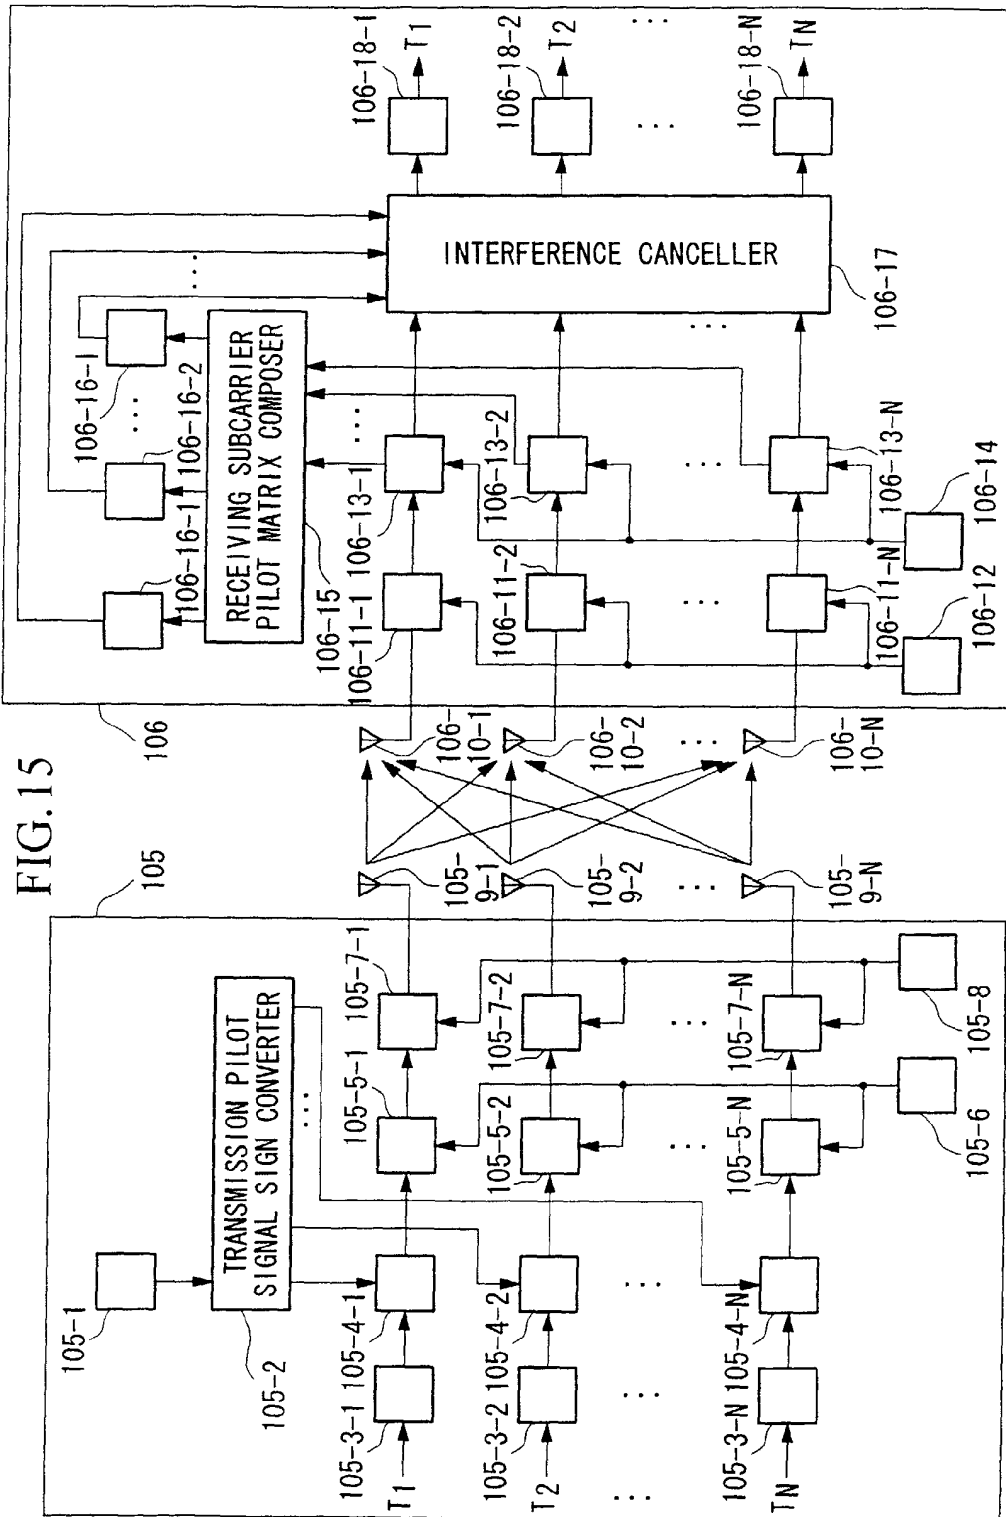 FIG.15
105
105-1
TRANSMISSION PILOT
SIGNAL SIGN CONVERTER
105-2
...
T1
105-3-1
105-4-1
105-5-1
105-7-1
105-
9-1
T2
105-3-2
105-4-2
105-5-2
105-7-2
105-
9-2
...
...
...
...
...
TN
105-3-N
105-4-N
105-5-N
105-7-N
105-
9-N
105-6
105-8
106
106-16-1
106-16-2
106-16-1
...
...
RECEIVING SUBCARRIER
PILOT MATRIX COMPOSER
106-15
...
106-
10-1
106-11-1
106-13-1
106-18-1
T1
106-
10-2
106-11-2
106-13-2
INTERFERENCE CANCELLER
106-17
106-18-2
T2
...
...
...
...
...
...
106-
10-N
106-11-N
106-13-N
106-18-N
TN
106-12
106-14